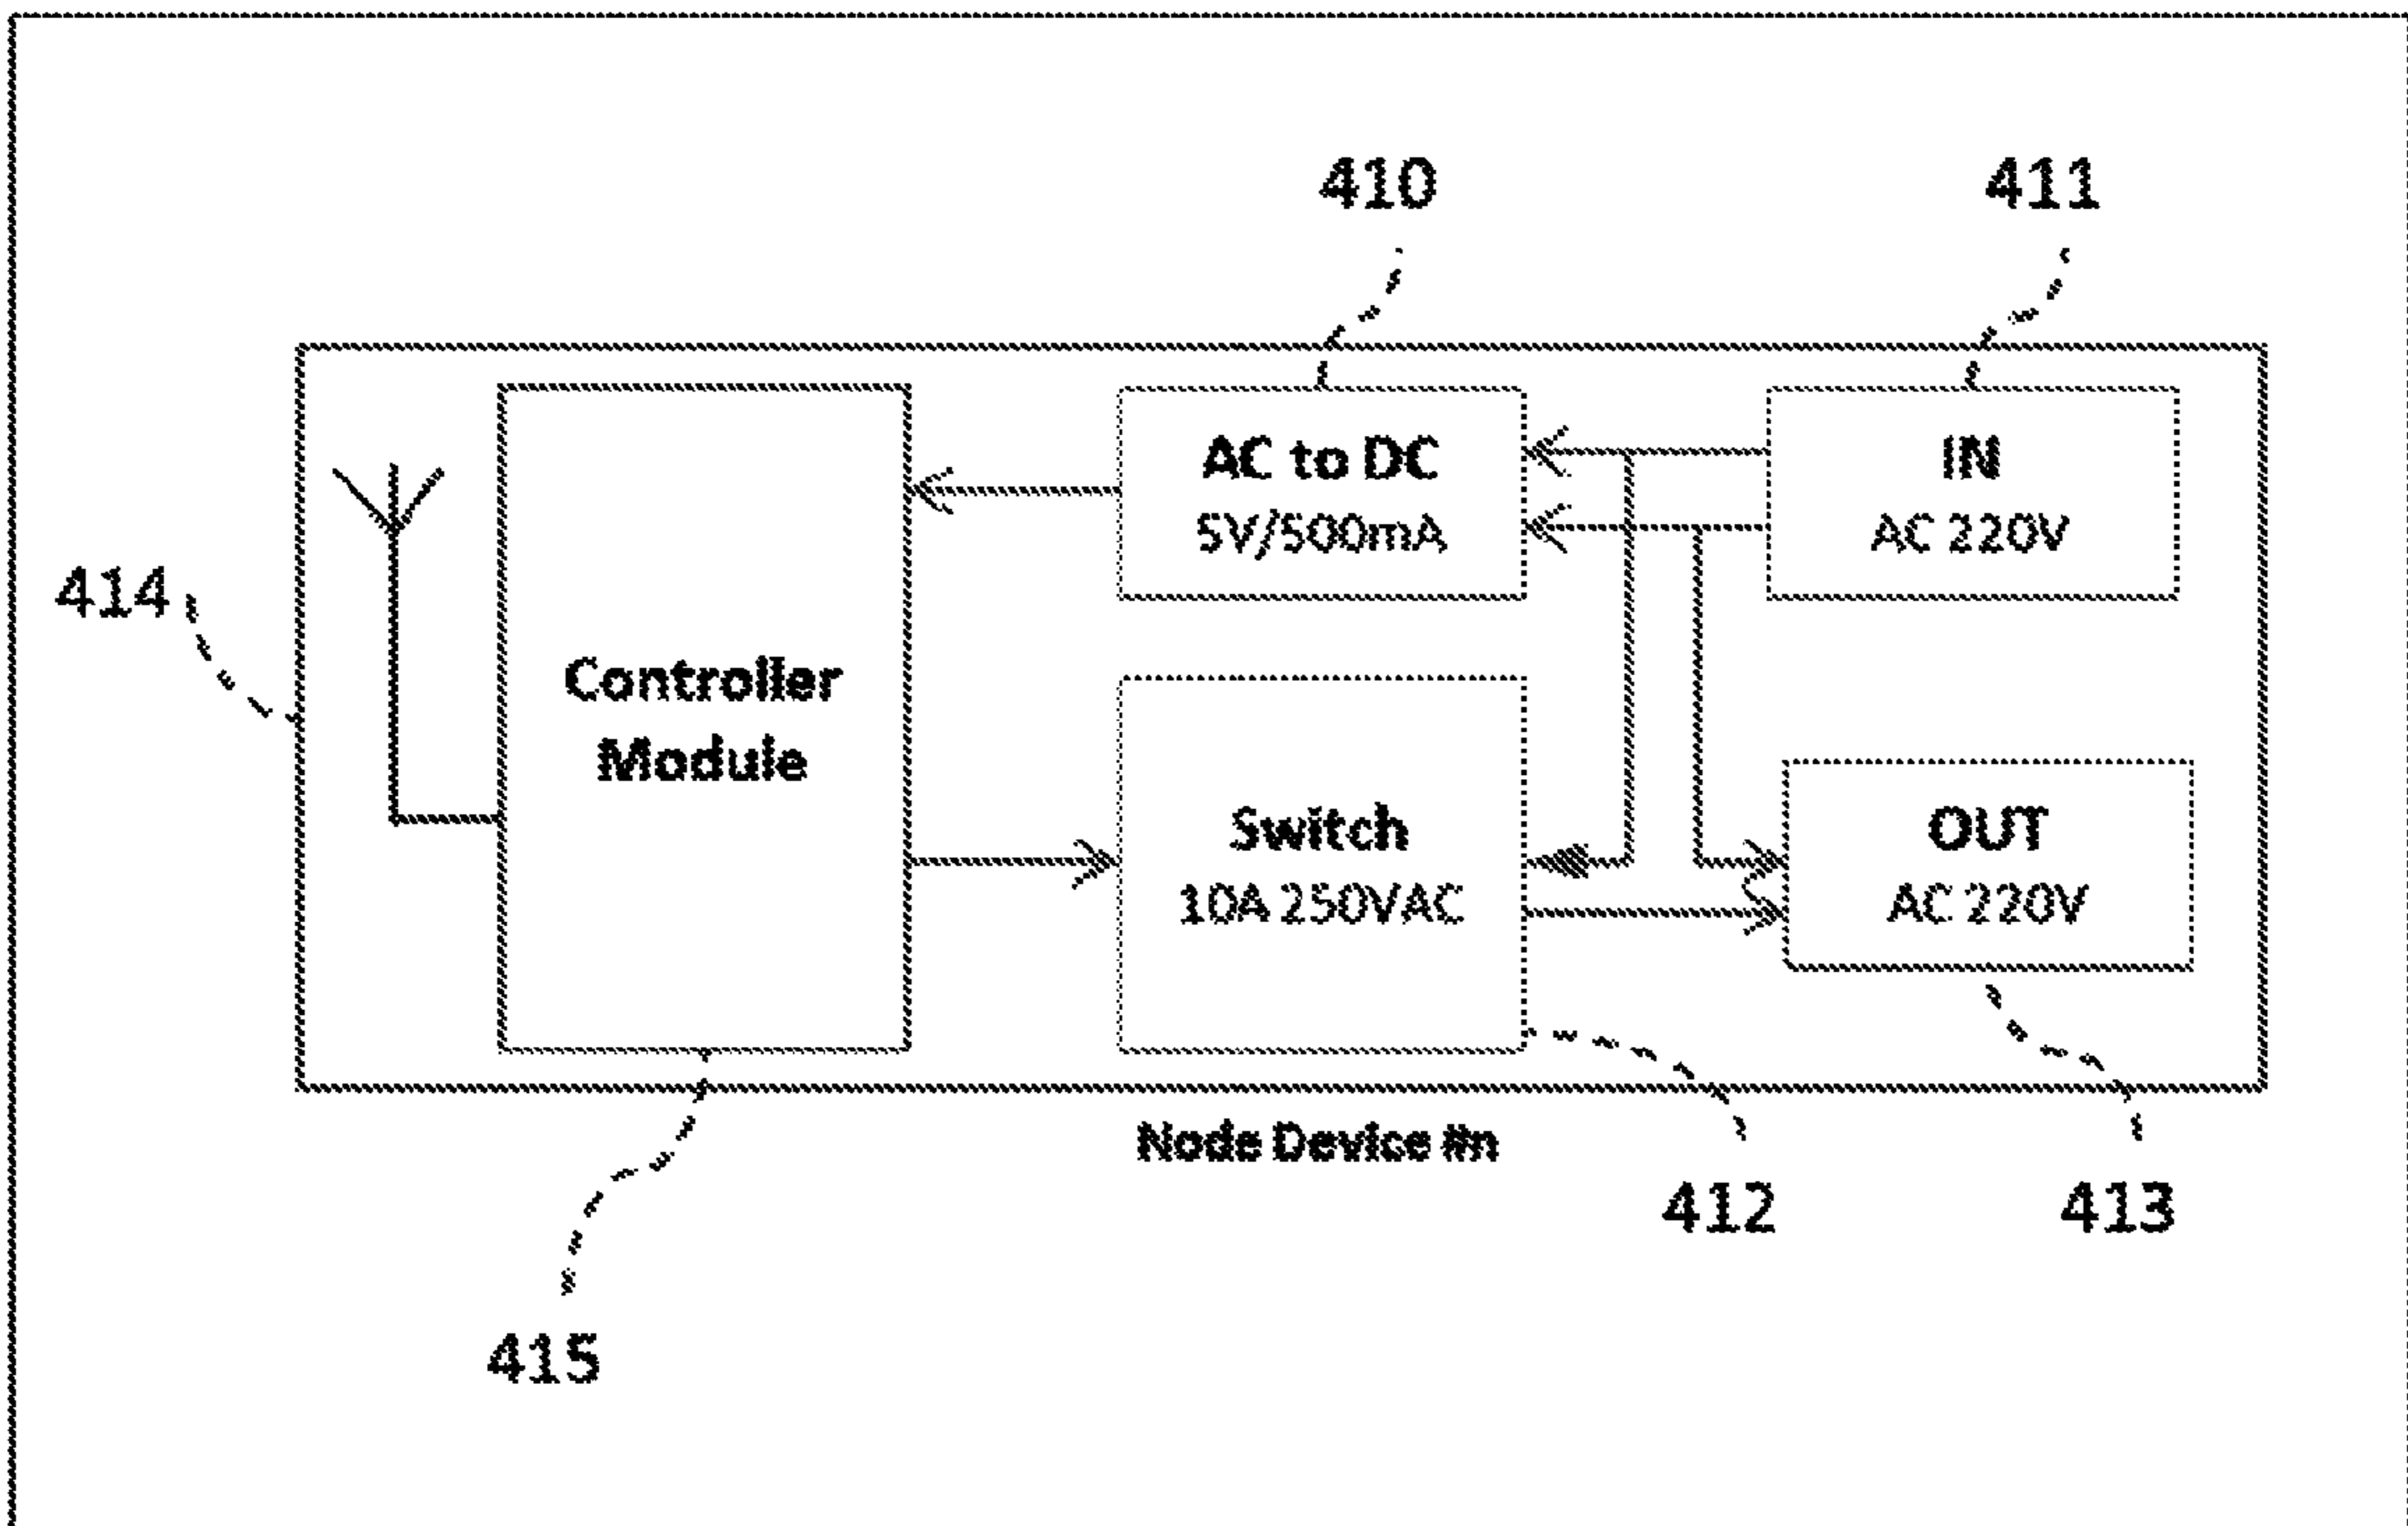 410
411
AC to DC
5V/500mA
IN
AC 220V
414
Controller
Module
Switch
10A 250VAC
OUT
AC 220V
Node Device #n
412
413
415